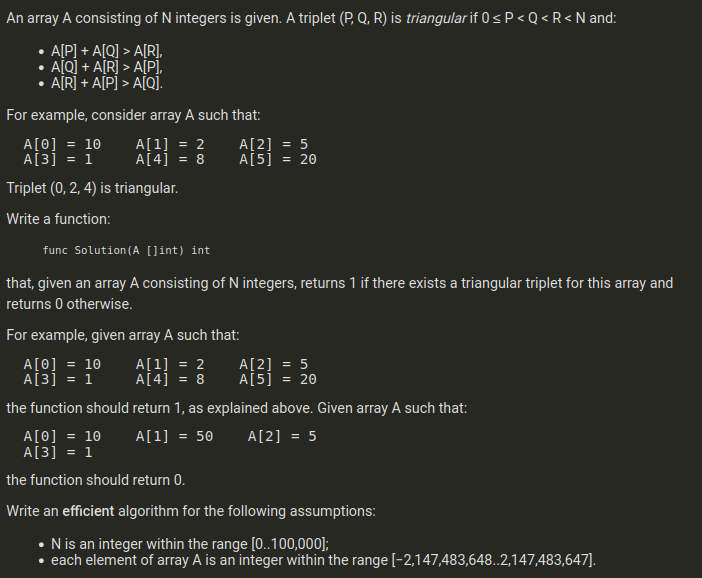 An array A consisting of N integers is given. A triplet (P, Q, R) is triangular if 0 ≤ P < Q < R < N and:
• A[P] + A[Q] > A[R],
• A[Q] + A[R] > A[P],
• A[R] + A[P] > A[Q].
For example, consider array A such that:
A[0] = 10 A[1] = 2 A[2] = 5
A[3] = 1 A[4] = 8 A[5] = 20
Triplet (0, 2, 4) is triangular.
Write a function:
func Solution(A []int) int
that, given an array A consisting of N integers, returns 1 if there exists a triangular triplet for this array and
returns 0 otherwise.
For example, given array A such that:
A[0] = 10 A[1] = 2 A[2] = 5
A[3] = 1 A[4] = 8 A[5] = 20
the function should return 1, as explained above. Given array A such that:
A[0] = 10 A[1] = 50 A[2] = 5
A[3] = 1
the function should return 0.
Write an efficient algorithm for the following assumptions:
• N is an integer within the range [0..100,000];
• each element of array A is an integer within the range [−2,147,483,648..2,147,483,647].